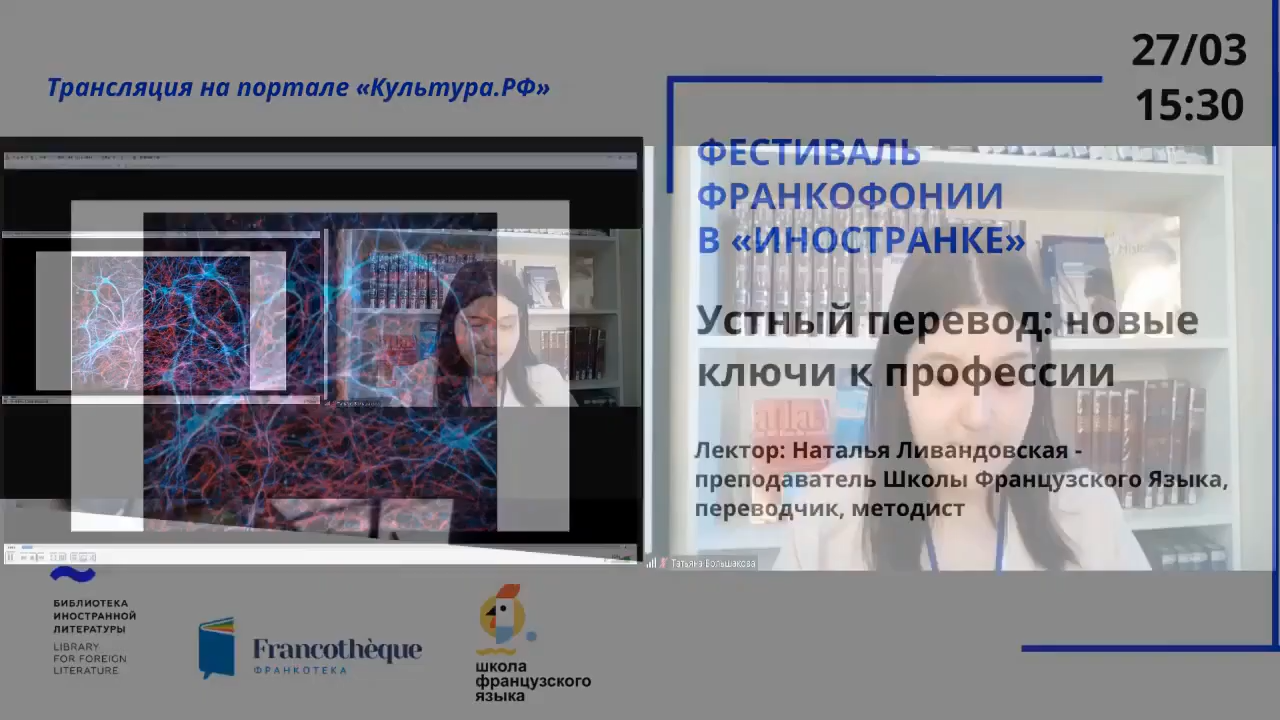 Трансляция на портале «Культура.РФ»
27/03
15:30
ФЕСТИВАЛЬ
ФРАНКОФОНИИ
В «ИНОСТРАНКЕ»
Устный перевод: новые
ключи к профессии
atlas
Лектор: Наталья Ливандовская -
преподаватель Школы Французского Языка,
переводчик, методист
Татьяна Большакова
БИБЛИОТЕКА
ИНОСТРАННОЙ
ЛИТЕРАТУРЫ
LIBRARY
FOR FOREIGN
LITERATURE
Francothèque
ФРАНКОТЕКА
школа
французского
языка